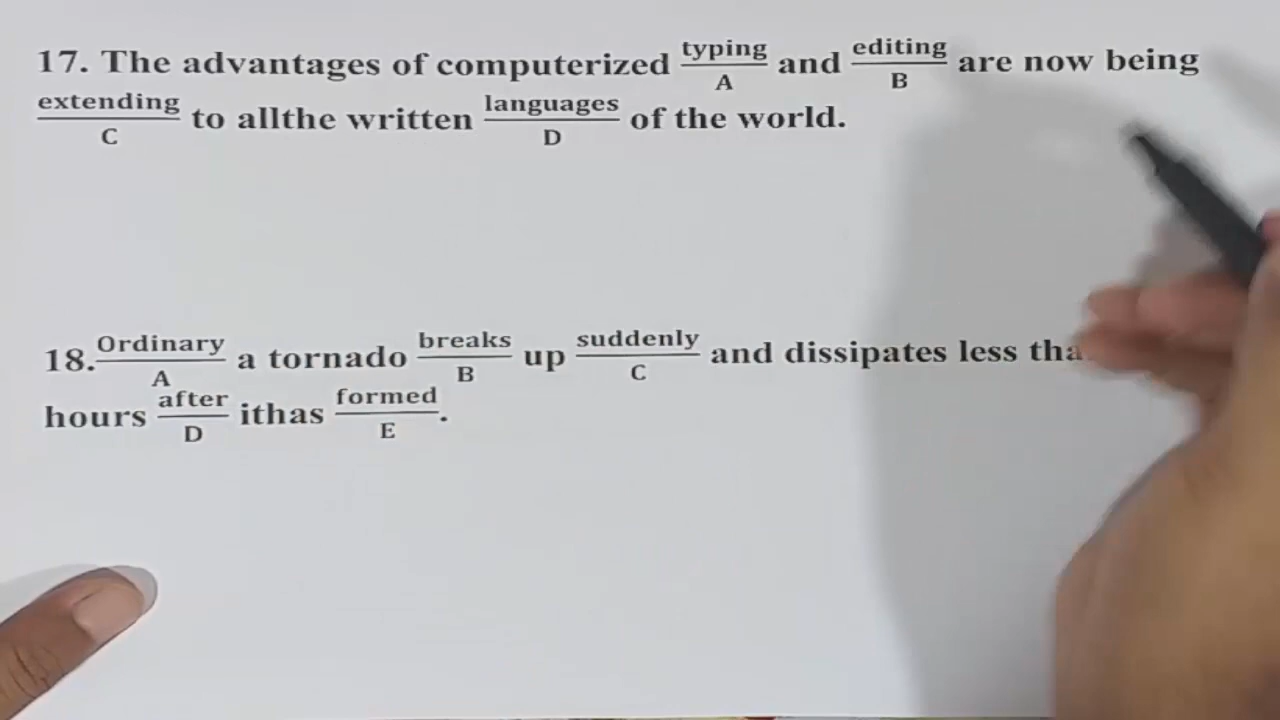 17. The advantages of computerized typing and editing are now being
A B
extending to allthe written languages of the world.
C D
18. Ordinary a tornado breaks up suddenly and dissipates less
A B C
hours after ithas formed.
D E